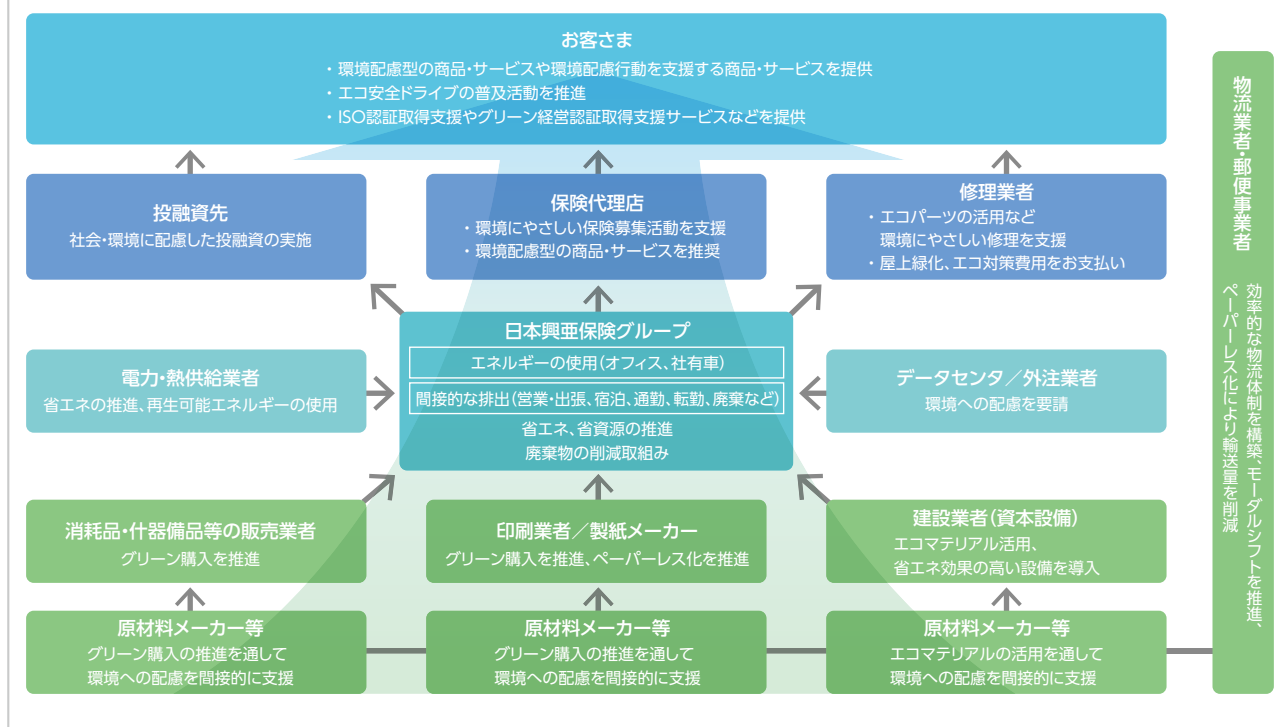 お客さま
・環境配慮型の商品・サービスや環境配慮行動を支援する商品・サービスを提供
・エコ安全ドライブの普及活動を推進
・ISO認証取得支援やグリーン経営認証取得支援サービスなどを提供
投融資先
社会・環境に配慮した投融資の実施
保険代理店
・環境にやさしい保険募集活動を支援
・環境配慮型の商品・サービスを推奨
修理業者
・エコパーツの活用など
環境にやさしい修理を支援
・屋上緑化、エコ対策費用をお支払い
日本興亜保険グループ
エネルギーの使用(オフィス、社有車)
間接的な排出(営業・出張、宿泊、通勤、転勤、廃棄など)
省エネ、省資源の推進
廃棄物の削減取組み
電力・熱供給業者
省エネの推進、再生可能エネルギーの使用
データセンタ／外注業者
環境への配慮を要請
消耗品・什器備品等の販売業者
グリーン購入を推進
印刷業者／製紙メーカー
グリーン購入を推進、ペーパーレス化を推進
建設業者(資本設備)
エコマテリアル活用、
省エネ効果の高い設備を導入
原材料メーカー等
グリーン購入の推進を通して
環境への配慮を間接的に支援
原材料メーカー等
グリーン購入の推進を通して
環境への配慮を間接的に支援
原材料メーカー等
エコマテリアルの活用を通して
環境への配慮を間接的に支援
物流業者・郵便事業者
効率的な物流体制を構築、モーダルシフトを推進、
ペーパーレス化により輸送量を削減